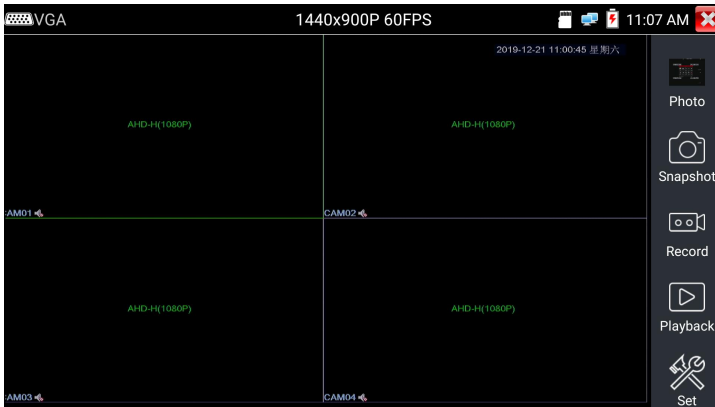 VGA
1440x900P 60FPS
11:07 AM
2019-12-21 11:00:45 星期六
AHD-H(1080P)
AHD-H(1080P)
CAM01
CAM02
AHD-H(1080P)
AHD-H(1080P)
CAM03
CAM04
Photo
Snapshot
Record
Playback
Set